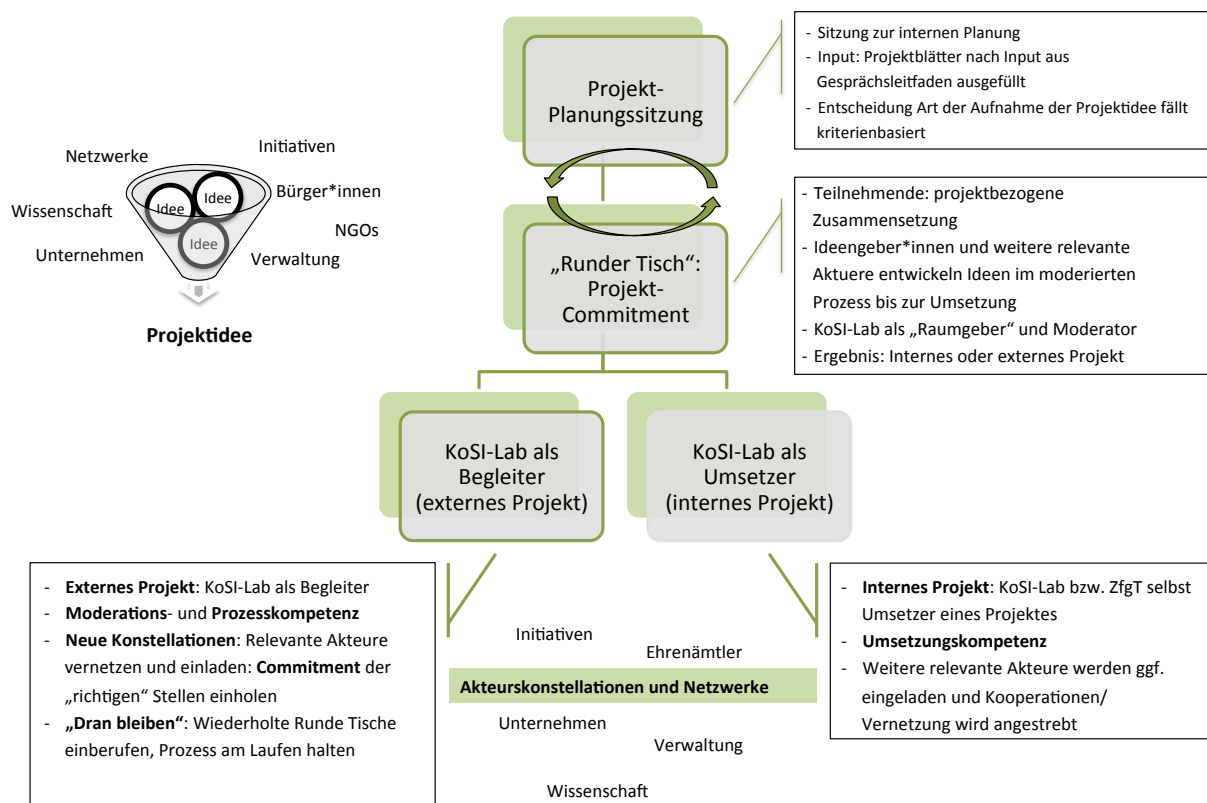 Netzwerke
Initiativen
Bürger*innen
Wissenschaft
NGOs
Unternehmen
Verwaltung
Idee
Idee
Idee
Projektidee
Projekt-
Planungssitzung
- Sitzung zur internen Planung
- Input: Projektblätter nach Input aus
Gesprächsleitfaden ausgefüllt
- Entscheidung Art der Aufnahme der Projektidee fällt
kriterienbasiert
„Runder Tisch“:
Projekt-
Commitment
- Teilnehmende: projektbezogene
Zusammensetzung
- Ideengeber*innen und weitere relevante
Aktuere entwickeln Ideen im moderierten
Prozess bis zur Umsetzung
- KoSI-Lab als „Raumgeber“ und Moderator
- Ergebnis: Internes oder externes Projekt
KoSI-Lab als
Begleiter
(externes Projekt)
KoSI-Lab als
Umsetzer
(internes Projekt)
- Externes Projekt: KoSI-Lab als Begleiter
- Moderations- und Prozesskompetenz
- Neue Konstellationen: Relevante Akteure
vernetzen und einladen: Commitment der
„richtigen“ Stellen einholen
- „Dran bleiben“: Wiederholte Runde Tische
einberufen, Prozess am Laufen halten
Initiativen
Ehrenämtler
Akteurskonstellationen und Netzwerke
Unternehmen
Verwaltung
Wissenschaft
- Internes Projekt: KoSI-Lab bzw. ZfgT selbst
Umsetzer eines Projektes
- Umsetzungskompetenz
- Weitere relevante Akteure werden ggf.
eingeladen und Kooperationen/
Vernetzung wird angestrebt